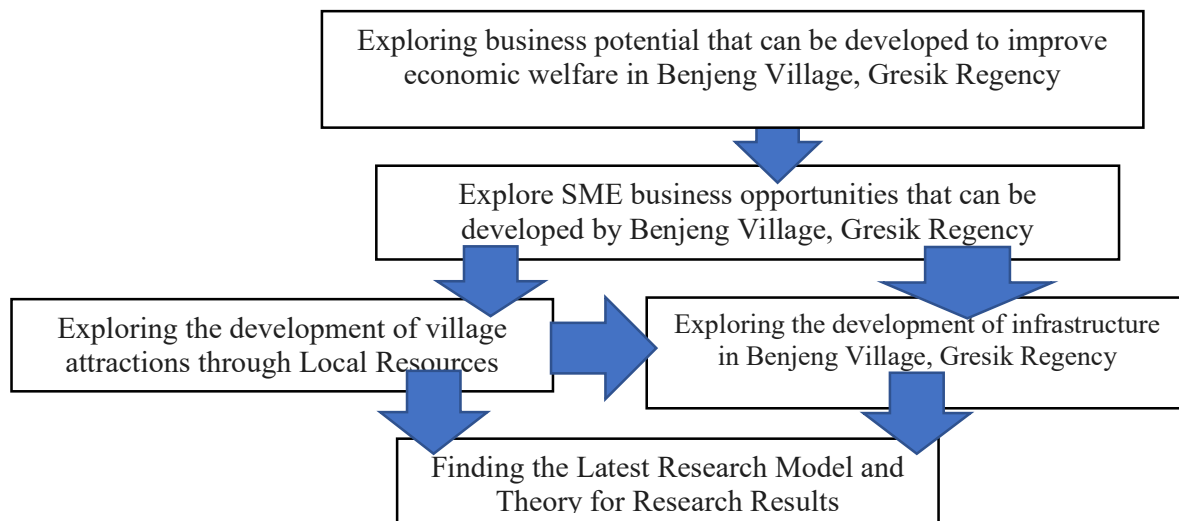 Exploring business potential that can be developed to improve
economic welfare in Benjeng Village, Gresik Regency
Explore SME business opportunities that can be
developed by Benjeng Village, Gresik Regency
Exploring the development of village
attractions through Local Resources
Exploring the development of infrastructure
in Benjeng Village, Gresik Regency
Finding the Latest Research Model and
Theory for Research Results